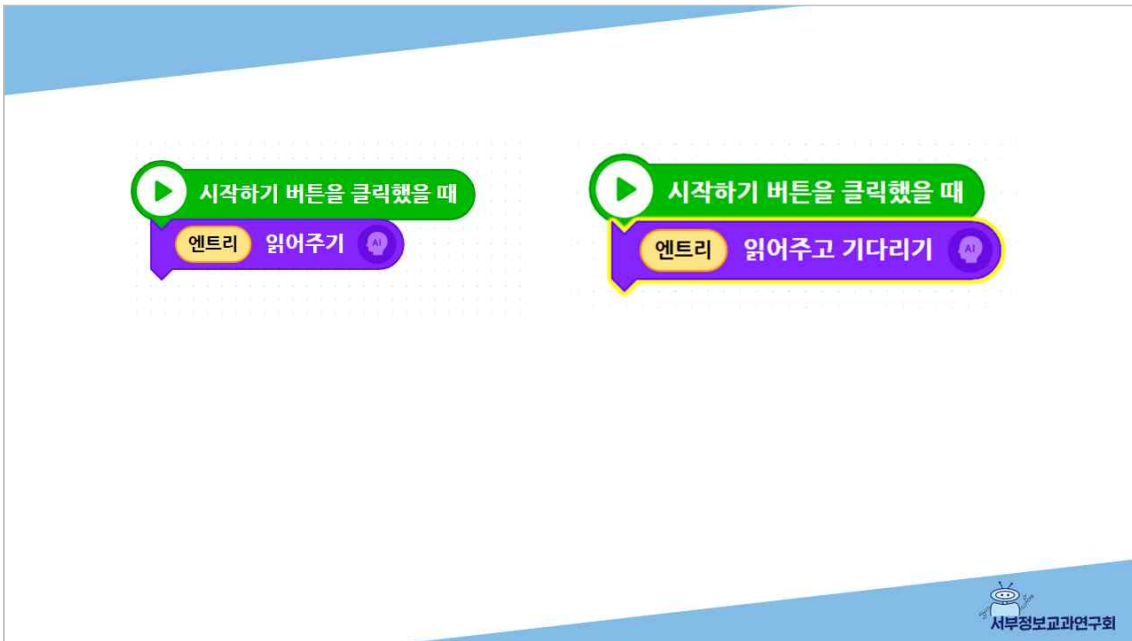 시작하기 버튼을 클릭했을 때
엔트리 읽어주기 AI
시작하기 버튼을 클릭했을 때
엔트리 읽어주고 기다리기 AI
서부정보교과연구회